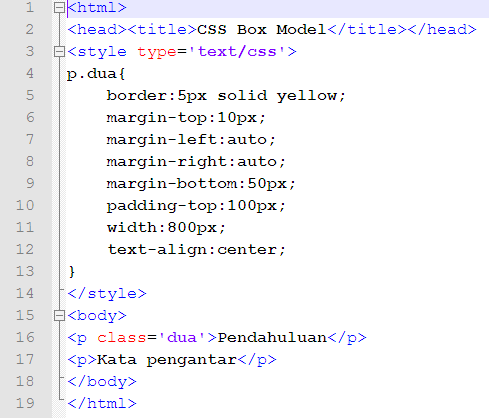 1 <html>
2 <head><title>CSS Box Model</title></head>
3 <style type='text/css'>
4 p.dua{
5     border:5px solid yellow;
6     margin-top:10px;
7     margin-left:auto;
8     margin-right:auto;
9     margin-bottom:50px;
10     padding-top:100px;
11     width:800px;
12     text-align:center;
13 }
14 </style>
15 <body>
16 <p class='dua'>Pendahuluan</p>
17 <p>Kata pengantar</p>
18 </body>
19 </html>